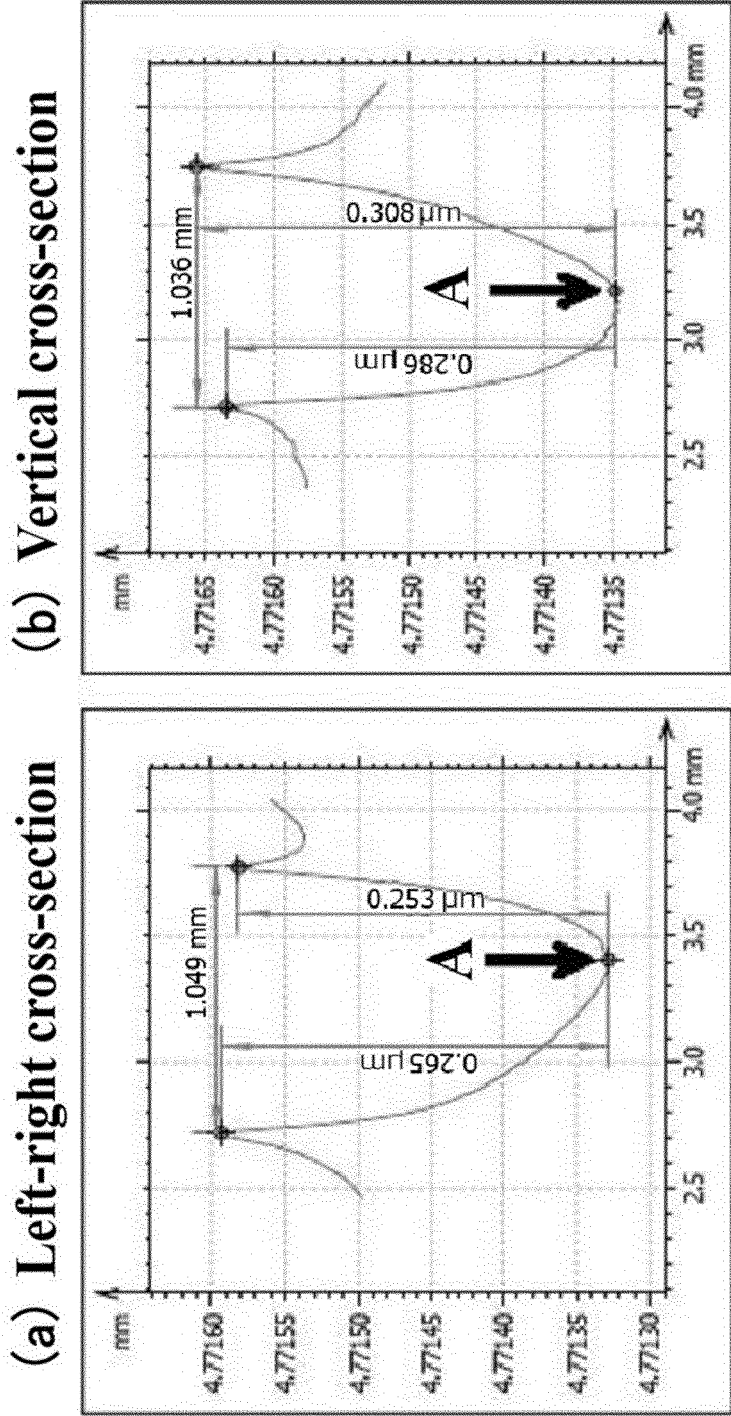 (a) Left-right cross-section
mm
4.77160
4.77155
4.77150
4.77145
4.77140
4.77135
4.77130
1.049 mm
0.265 µm
0.253 µm
A
2.5
3.0
3.5
4.0 mm
(b) Vertical cross-section
mm
4.77165
4.77160
4.77155
4.77150
4.77145
4.77140
4.77135
1.036 mm
0.286 µm
0.308 µm
A
2.5
3.0
3.5
4.0 mm